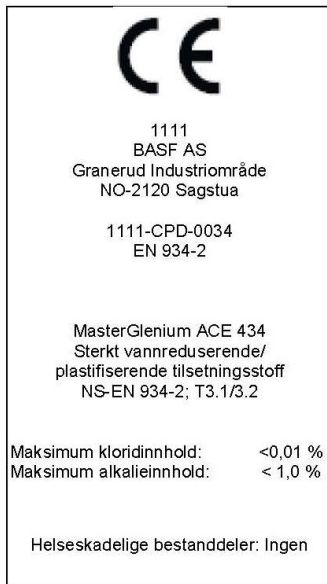 CE
1111
BASF AS
Granerud Industriområde
NO-2120 Sagstua
1111-CPD-0034
EN 934-2
MasterGlenium ACE 434
Sterkt vannreduserende/
plastifiserende tilsetningsstoff
NS-EN 934-2; T3.1/3.2
Maksimum kloridinnhold: <0,01 %
Maksimum alkalieinnhold: < 1,0 %
Helseskadelige bestanddeler: Ingen